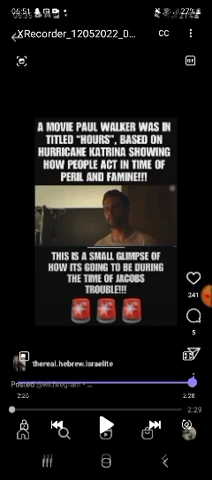 06:51
27%
XRecorder_12052022_0...
CC
A MOVIE PAUL WALKER WAS IN
TITLED "HOURS", BASED ON
HURRICANE KATRINA SHOWING
HOW PEOPLE ACT IN TIME OF
PERIL AND FAMINE!!!
THIS IS A SMALL GLIMPSE OF
HOW ITS GOING TO BE DURING
THE TIME OF JACOBS
TROUBLE!!!
241
5
thereal.hebrew.israelite
Posted
2:28
2:28
2:29